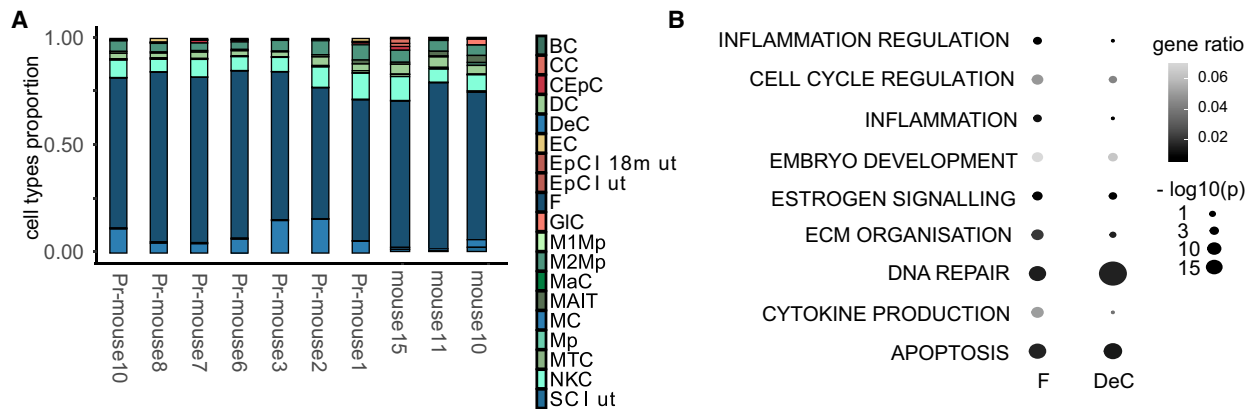 A
cell types proportion
1.00
0.50
0.00
Pr-mouse10
Pr-mouse8
Pr-mouse7
Pr-mouse6
Pr-mouse3
Pr-mouse2
Pr-mouse1
mouse15
mouse11
mouse10
BC
CC
CEpC
DC
DeC
EC
EpC I 18m ut
EpC I ut
F
GlC
M1Mp
M2Mp
MaC
MAIT
MC
Mp
MTC
NKC
SC I ut
B
INFLAMMATION REGULATION
CELL CYCLE REGULATION
INFLAMMATION
EMBRYO DEVELOPMENT
ESTROGEN SIGNALLING
ECM ORGANISATION
DNA REPAIR
CYTOKINE PRODUCTION
APOPTOSIS
F DeC
gene ratio
0.06
0.04
0.02
- log10(p)
1
3
10
15